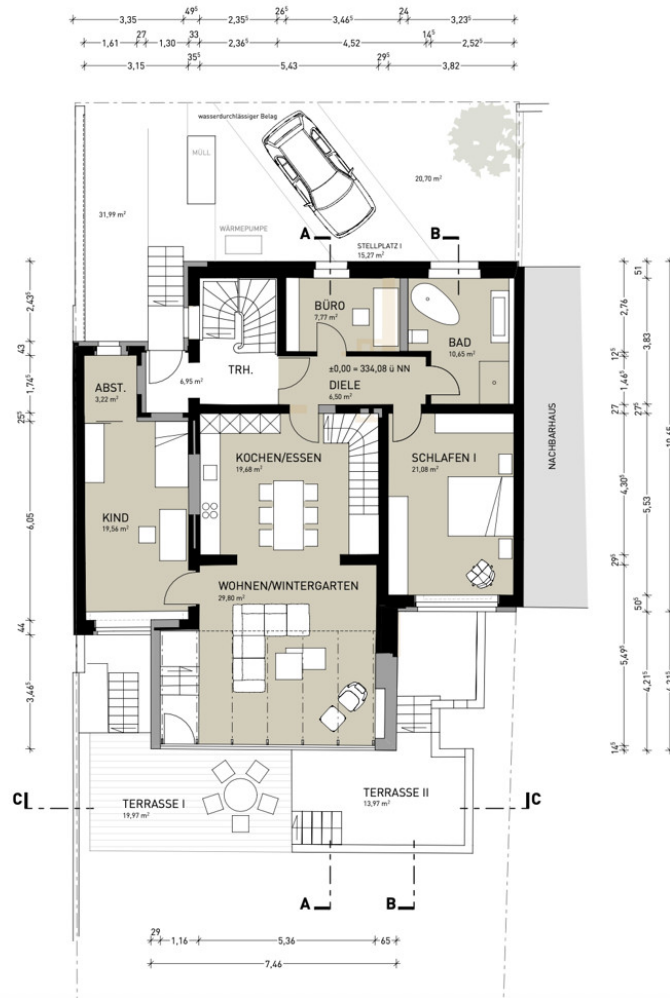 3,35
49⁵
2,35⁵
26⁵
3,46⁵
24
3,23⁵
1,61
27
1,30
33
2,36⁵
4,52
14⁵
2,52⁵
3,15
35⁵
5,43
29⁵
3,82
wasserdurchlässiger Belag
MÜLL
20,70 m²
31,99 m²
WÄRMEPUMPE
A
B
STELLPLATZ I
15,27 m²
BÜRO
7,77 m²
BAD
10,65 m²
TRH.
6,95 m²
±0,00 = 334,08 ü NN
DIELE
6,50 m²
ABST.
3,22 m²
KOCHEN/ESSEN
19,68 m²
SCHLAFEN I
21,08 m²
NACHBARHAUS
KIND
19,56 m²
WOHNEN/WINTERGARTEN
29,80 m²
TERRASSE I
19,97 m²
TERRASSE II
13,97 m²
C
C
A
B
2,43⁵
43
1,74⁵
25⁵
6,05
44
3,46⁵
2,76
12⁵
1,46⁵
27
4,30⁵
29⁵
5,49⁵
14⁵
51
3,83
27⁵
5,53
50⁵
4,21⁵
29
1,16
5,36
65
7,46